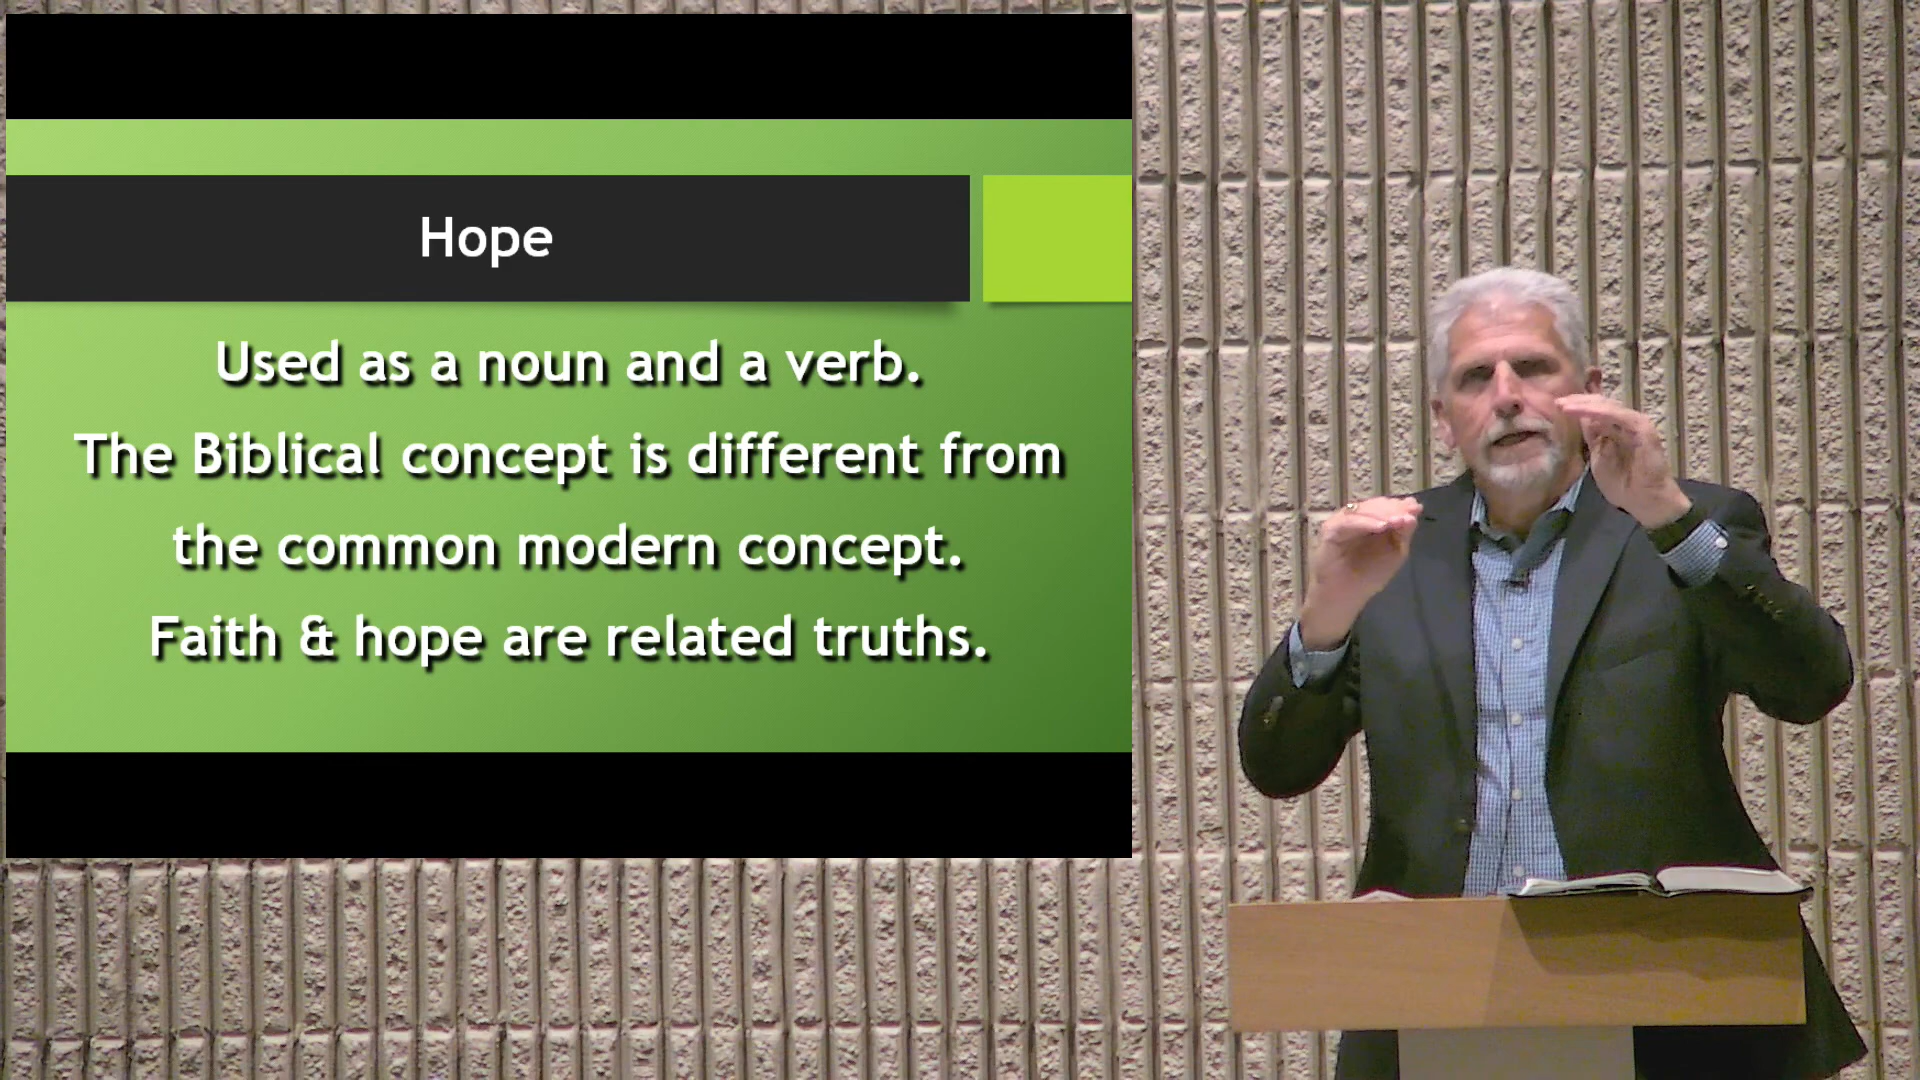 Hope
Used as a noun and a verb.
The Biblical concept is different from
the common modern concept.
Faith & hope are related truths.